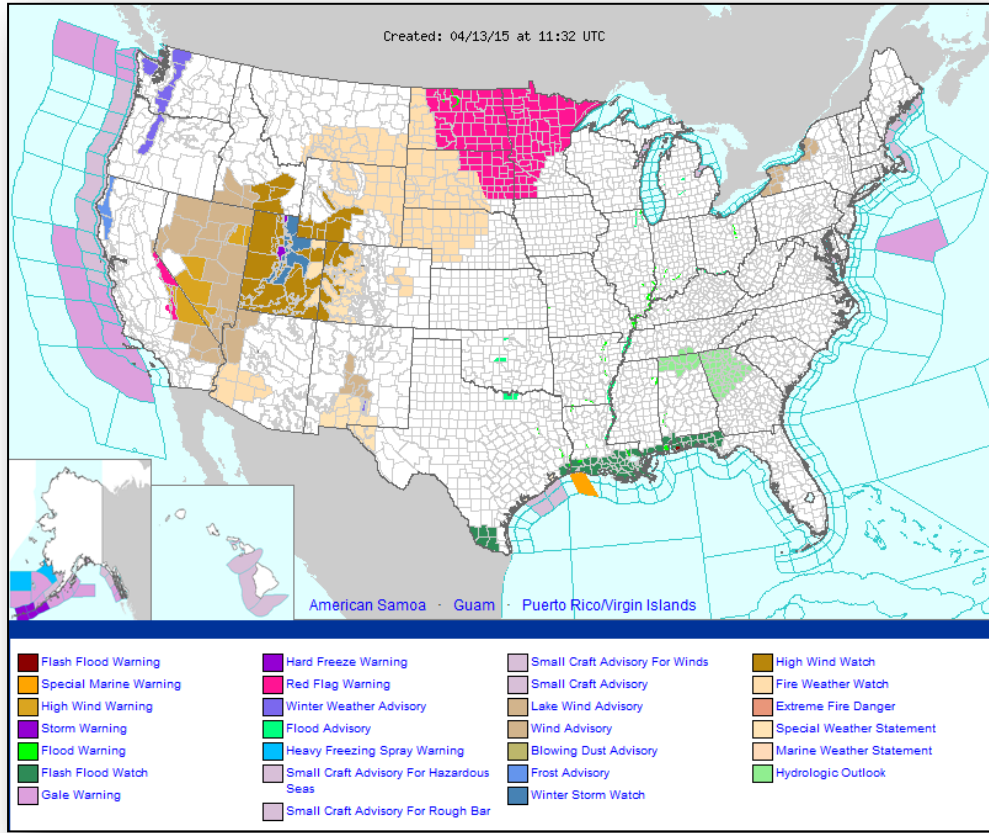 Created: 04/13/15 at 11:32 UTC
American Samoa · Guam · Puerto Rico/Virgin Islands
Flash Flood Warning
Special Marine Warning
High Wind Warning
Storm Warning
Flood Warning
Flash Flood Watch
Gale Warning
Hard Freeze Warning
Red Flag Warning
Winter Weather Advisory
Flood Advisory
Heavy Freezing Spray Warning
Small Craft Advisory For Hazardous
Seas
Small Craft Advisory For Rough Bar
Small Craft Advisory For Winds
Small Craft Advisory
Lake Wind Advisory
Wind Advisory
Blowing Dust Advisory
Frost Advisory
Winter Storm Watch
High Wind Watch
Fire Weather Watch
Extreme Fire Danger
Special Weather Statement
Marine Weather Statement
Hydrologic Outlook